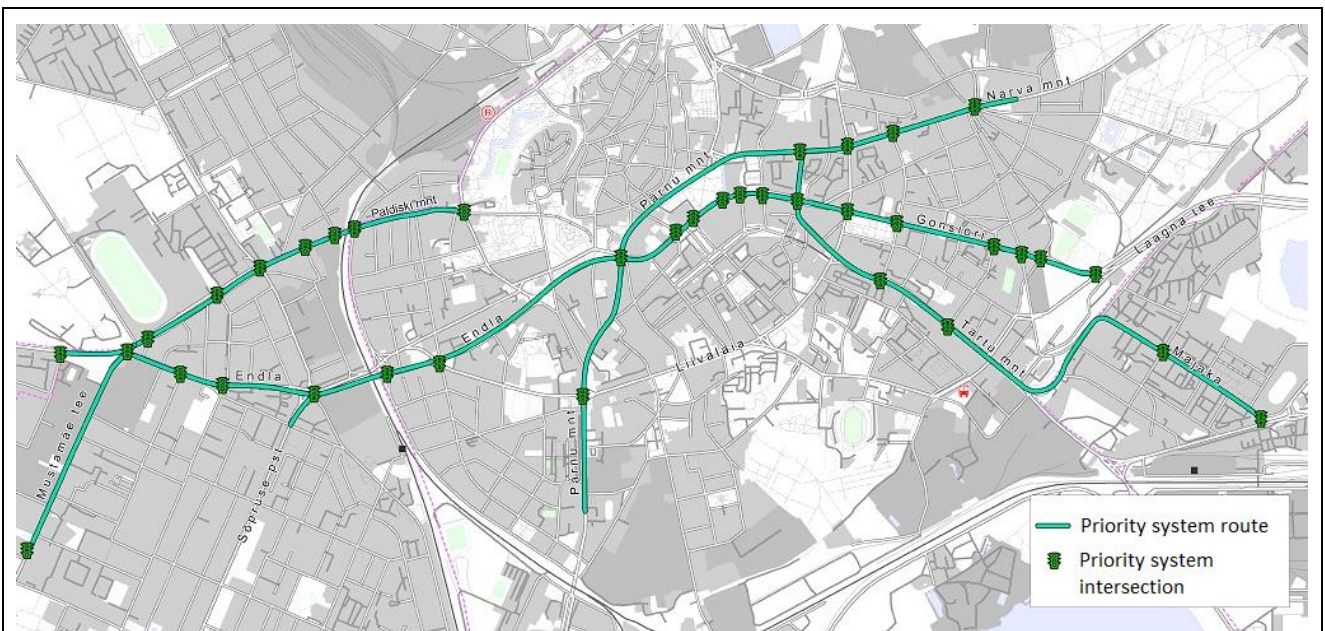 Narva mnt
Pärnu mnt
Paldiski mnt
Gonsiori
Laagna tee
Endla
Tartu mnt
Liivalaia
Majaka
Endla
Mustamäe tee
Pärnu mnt
Sõpruse pst
Priority system route
Priority system
intersection